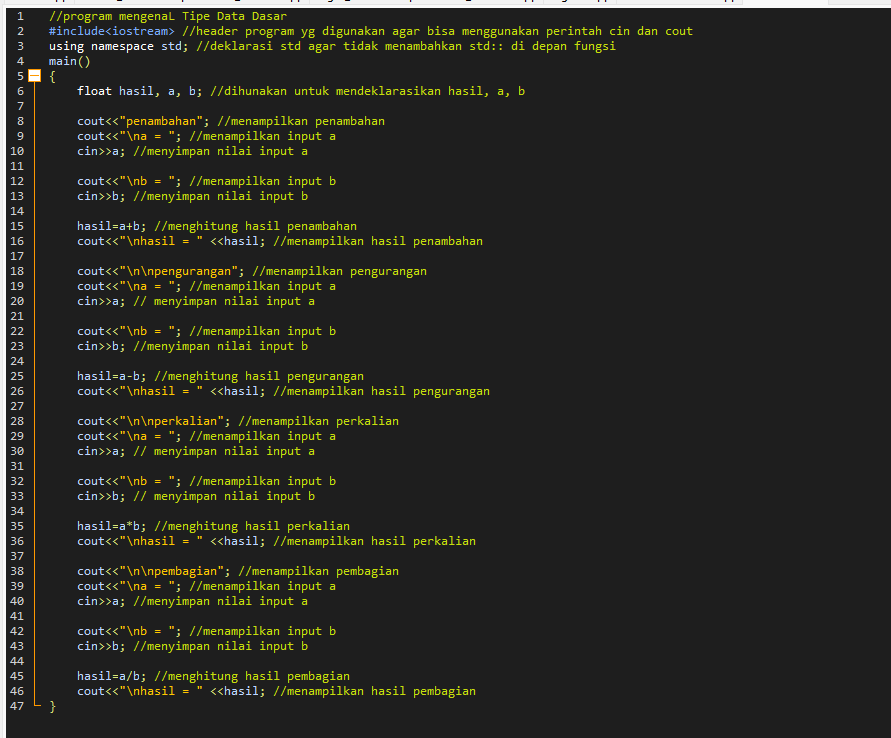 1 //program mengenaL Tipe Data Dasar
2 #include<iostream> //header program yg digunakan agar bisa menggunakan perintah cin dan cout
3 using namespace std; //deklarasi std agar tidak menambahkan std:: di depan fungsi
4 main()
5 {
6 float hasil, a, b; //dihunakan untuk mendeklarasikan hasil, a, b
7
8 cout<<"penambahan"; //menampilkan penambahan
9 cout<<"\na = "; //menampilkan input a
10 cin>>a; //menyimpan nilai input a
11
12 cout<<"\nb = "; //menampilkan input b
13 cin>>b; //menyimpan nilai input b
14
15 hasil=a+b; //menghitung hasil penambahan
16 cout<<"\nhasil = " <<hasil; //menampilkan hasil penambahan
17
18 cout<<"\n\npengurangan"; //menampilkan pengurangan
19 cout<<"\na = "; //menampilkan input a
20 cin>>a; // menyimpan nilai input a
21
22 cout<<"\nb = "; //menampilkan input b
23 cin>>b; //menyimpan nilai input b
24
25 hasil=a-b; //menghitung hasil pengurangan
26 cout<<"\nhasil = " <<hasil; //menampilkan hasil pengurangan
27
28 cout<<"\n\nperkalian"; //menampilkan perkalian
29 cout<<"\na = "; //menampilkan input a
30 cin>>a; // menyimpan nilai input a
31
32 cout<<"\nb = "; //menampilkan input b
33 cin>>b; // menyimpan nilai input b
34
35 hasil=a*b; //menghitung hasil perkalian
36 cout<<"\nhasil = " <<hasil; //menampilkan hasil perkalian
37
38 cout<<"\n\npembagian"; //menampilkan pembagian
39 cout<<"\na = "; //menampilkan input a
40 cin>>a; //menyimpan nilai input a
41
42 cout<<"\nb = "; //menampilkan input b
43 cin>>b; //menyimpan nilai input b
44
45 hasil=a/b; //menghitung hasil pembagian
46 cout<<"\nhasil = " <<hasil; //menampilkan hasil pembagian
47 }